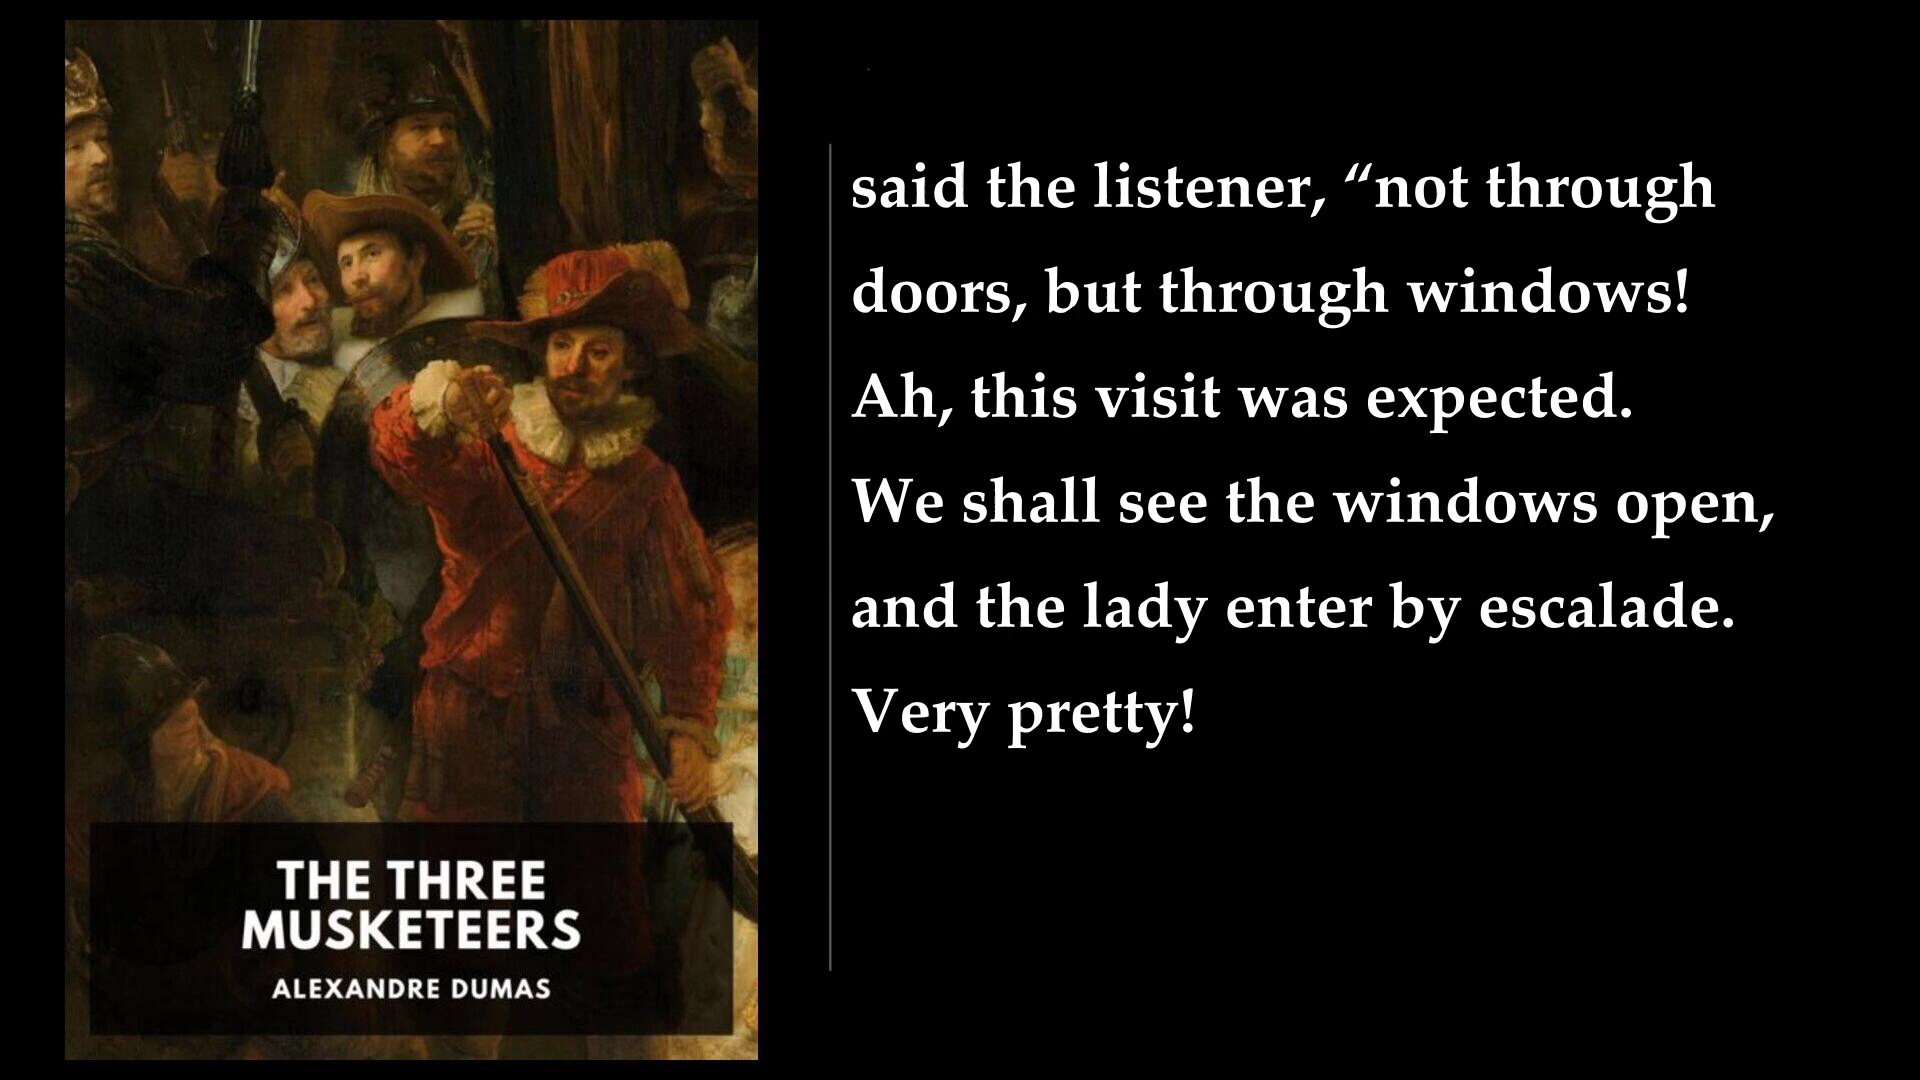 THE THREE
MUSKETEERS
ALEXANDRE DUMAS
said the listener, “not through
doors, but through windows!
Ah, this visit was expected.
We shall see the windows open,
and the lady enter by escalade.
Very pretty!